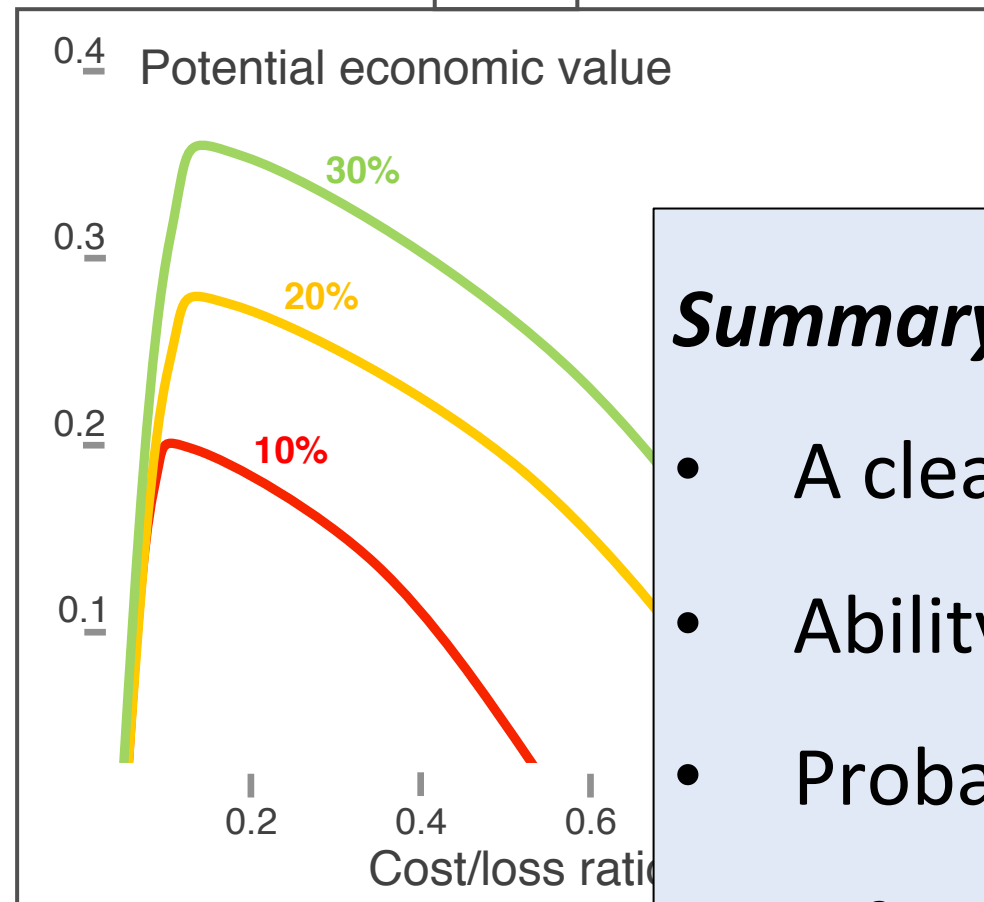 0.4
Potential economic value
30%
0.3
20%
0.2
10%
0.1
0.2 0.4 0.6
Cost/loss ratio
Summary
• A clea
• Ability
• Proba